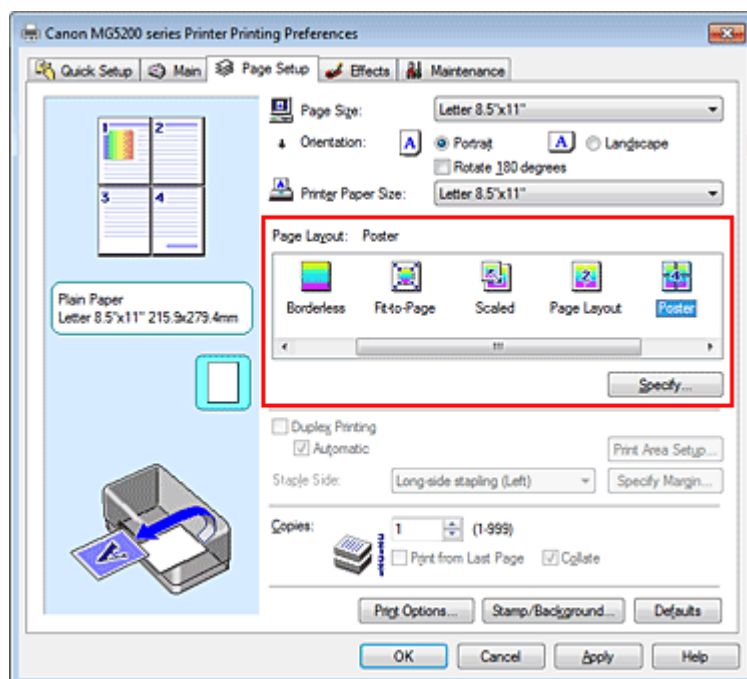 Canon MG5200 series Printer Printing Preferences
Quick Setup Main Page Setup Effects Maintenance
1 2
3 4
Plain Paper
Letter 8.5"x11" 215.9x279.4mm
Page Size: Letter 8.5"x11"
Orientation: A Portrait A Landscape
Rotate 180 degrees
Printer Paper Size: Letter 8.5"x11"
Page Layout: Poster
Borderless Fit-to-Page Scaled Page Layout Poster
Specify...
Duplex Printing
Automatic Print Area Setup...
Staple Side: Long-side stapling (Left) Specify Margin...
Copies: 1 (1-999)
Print from Last Page Collate
Print Options... Stamp/Background... Defaults
OK Cancel Apply Help